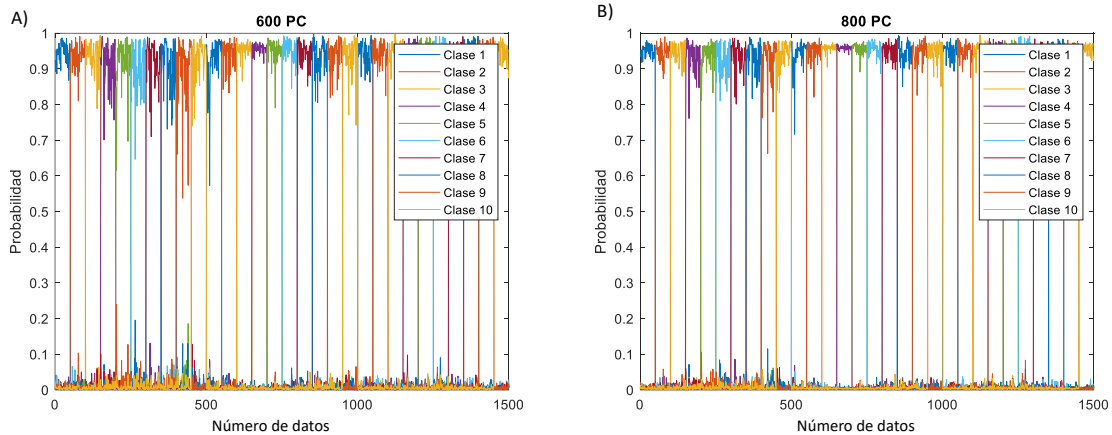 A)
600 PC
Probabilidad
1
0.9
0.8
0.7
0.6
0.5
0.4
0.3
0.2
0.1
0
0
500
1000
1500
Número de datos
Clase 1
Clase 2
Clase 3
Clase 4
Clase 5
Clase 6
Clase 7
Clase 8
Clase 9
Clase 10
B)
800 PC
Probabilidad
1
0.9
0.8
0.7
0.6
0.5
0.4
0.3
0.2
0.1
0
0
500
1000
1500
Número de datos
Clase 1
Clase 2
Clase 3
Clase 4
Clase 5
Clase 6
Clase 7
Clase 8
Clase 9
Clase 10